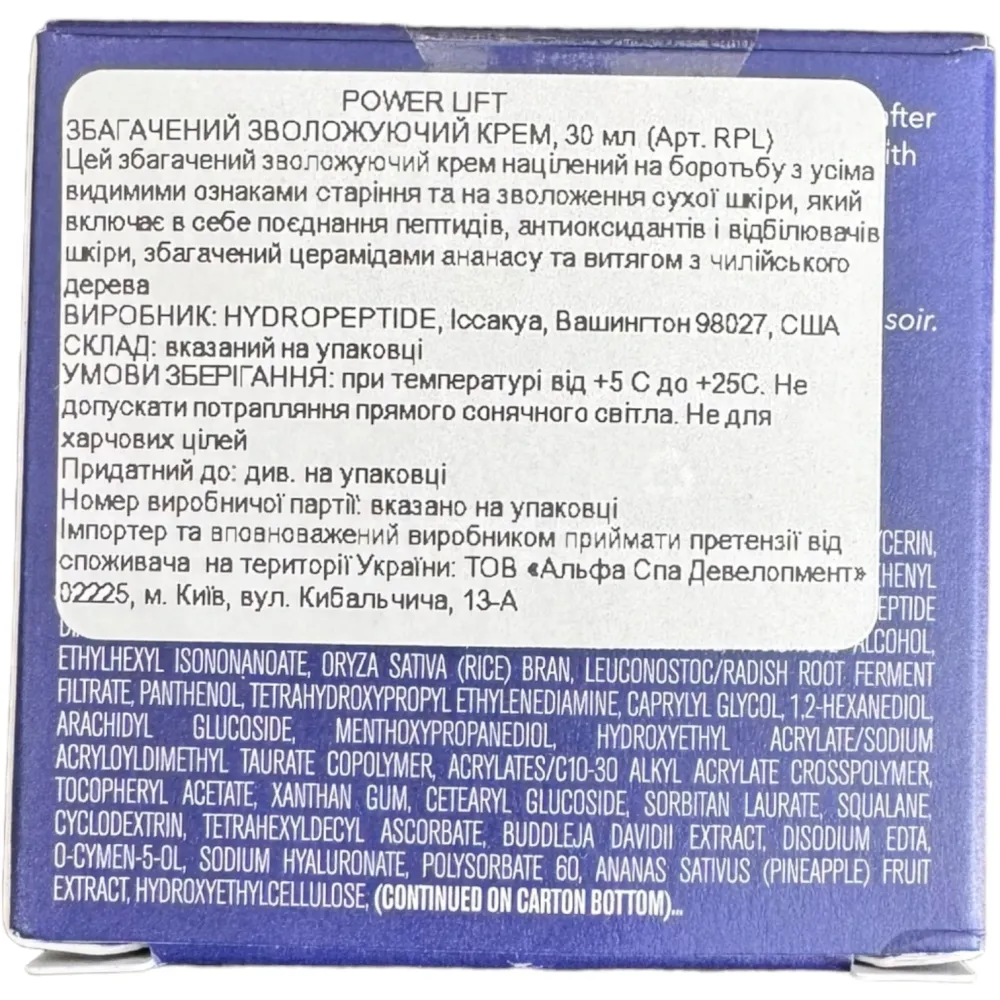 POWER LIFT
ЗБАГАЧЕНИЙ ЗВОЛОЖУЮЧИЙ КРЕМ, 30 мл (Арт. RPL)
Цей збагачений зволожуючий крем націлений на боротьбу з усіма
видимими ознаками старіння та на зволоження сухої шкіри, який
включає в себе поєднання пептидів, антиоксидантів і відбілювачів
шкіри, збагачений церамідами ананасу та витягом з чилійського
дерева
ВИРОБНИК: HYDROPEPTIDE, Іссакуа, Вашингтон 98027, США
СКЛАД: вказаний на упаковці
УМОВИ ЗБЕРІГАННЯ: при температурі від +5 С до +25С. Не
допускати потрапляння прямого сонячного світла. Не для
харчових цілей
Придатний до: див. на упаковці
Номер виробничої партії: вказано на упаковці
Імпортер та вповноважений виробником приймати претензії від
споживача на території України: ТОВ «Альфа Спа Девелопмент»
02225, м. Київ, вул. Кибальчича, 13-А
soir.
ALCOHOL,
ETHYLHEXYL ISONONANOATE, ORYZA SATIVA (RICE) BRAN, LEUCONOSTOC/RADISH ROOT FERMENT
FILTRATE, PANTHENOL, TETRAHYDROXYPROPYL ETHYLENEDIAMINE, CAPRYLYL GLYCOL, 1,2-HEXANEDIOL,
ARACHIDYL GLUCOSIDE, MENTHOXYPROPANEDIOL, HYDROXYETHYL ACRYLATE/SODIUM
ACRYLOYLDIMETHYL TAURATE COPOLYMER, ACRYLATES/C10-30 ALKYL ACRYLATE CROSSPOLYMER,
TOCOPHERYL ACETATE, XANTHAN GUM, CETEARYL GLUCOSIDE, SORBITAN LAURATE, SQUALANE,
CYCLODEXTRIN, TETRAHEXYLDECYL ASCORBATE, BUDDLEJA DAVIDII EXTRACT, DISODIUM EDTA,
O-CYMEN-5-OL, SODIUM HYALURONATE, POLYSORBATE 60, ANANAS SATIVUS (PINEAPPLE) FRUIT
EXTRACT, HYDROXYETHYLCELLULOSE, (CONTINUED ON CARTON BOTTOM)...